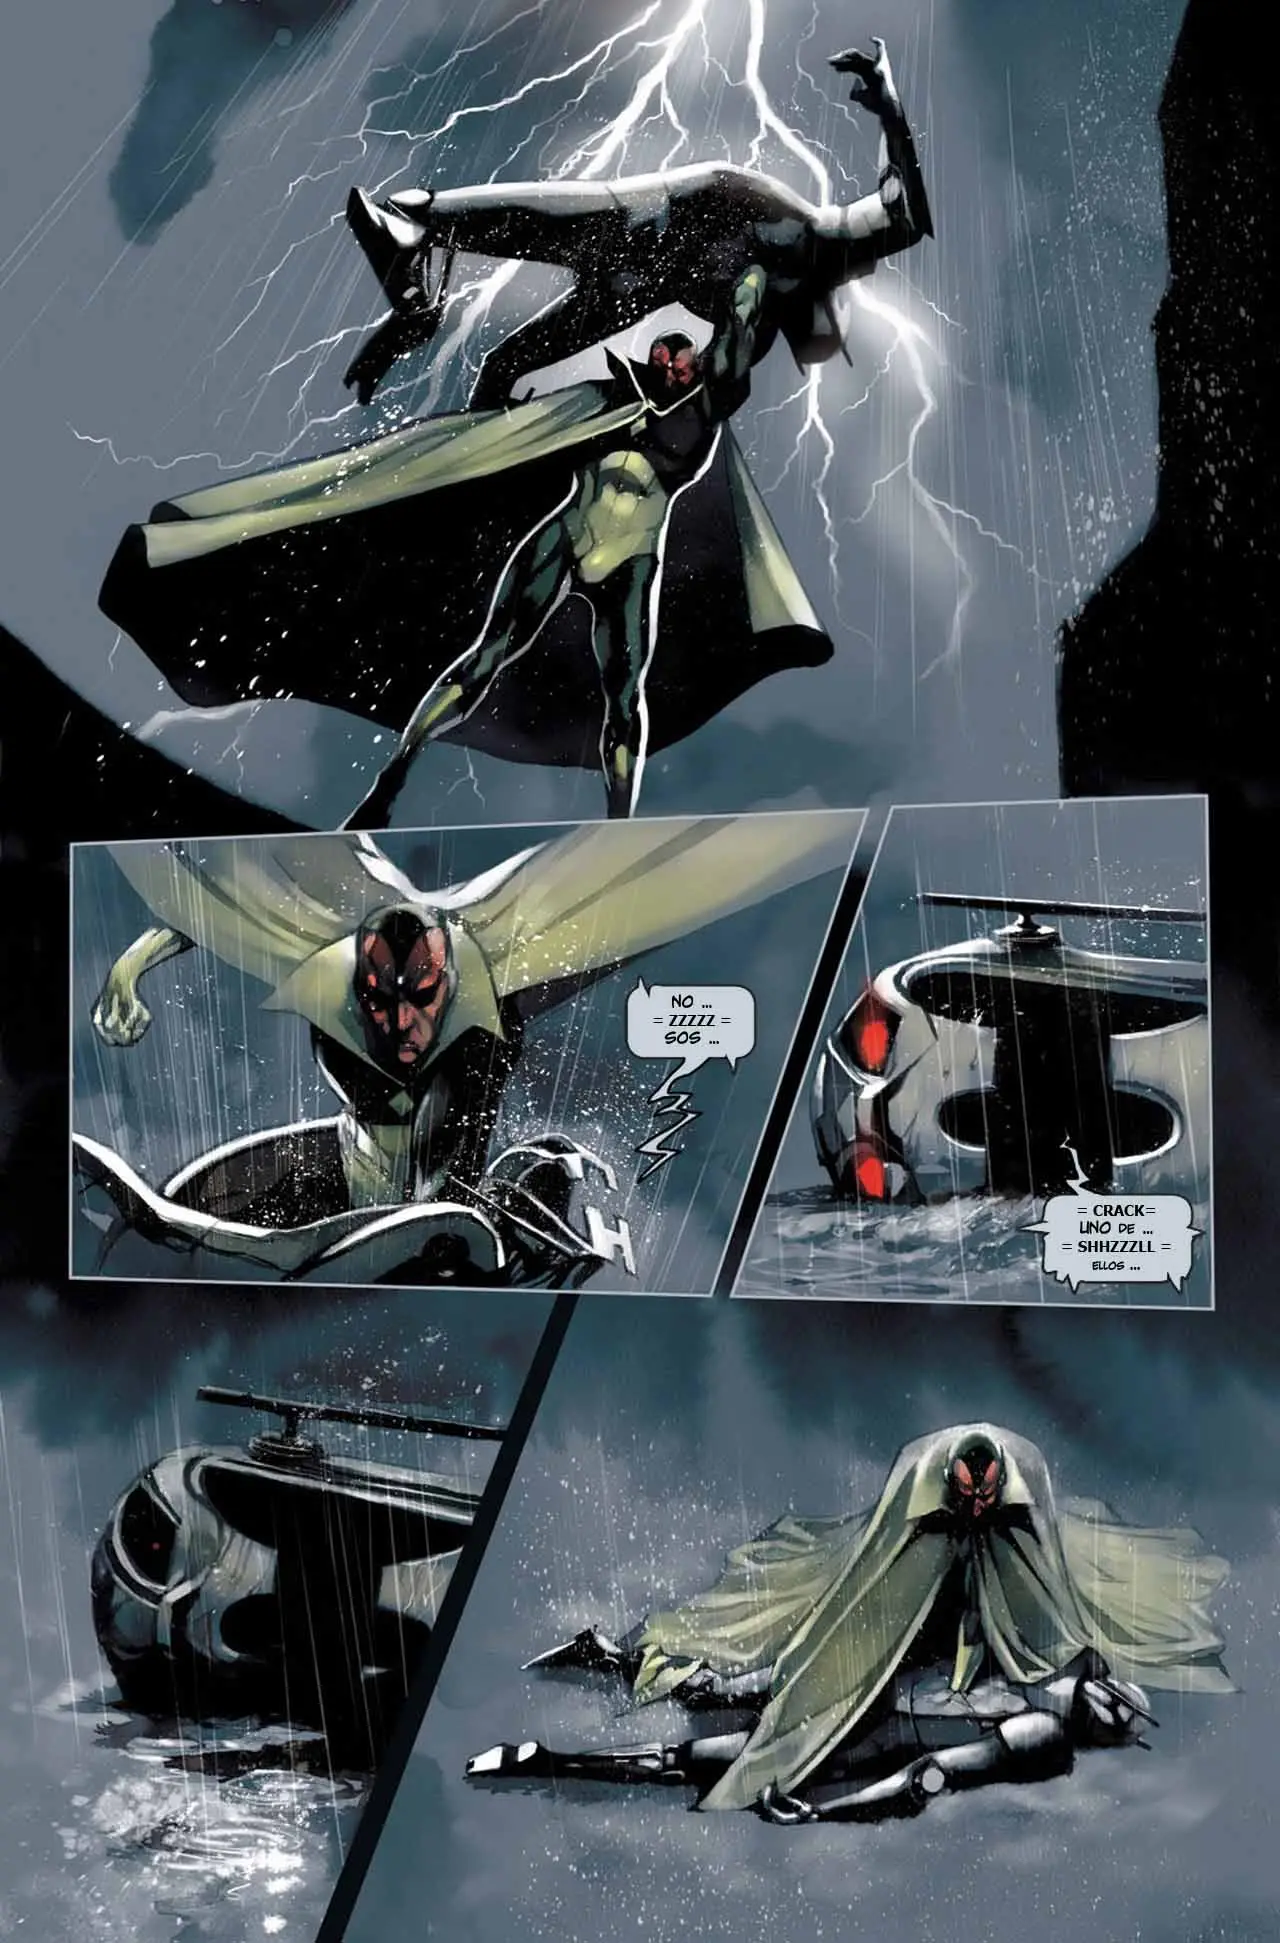 NO ...
= ZZZZZ =
SOS ...
= CRACK=
UNO DE ...
= SHHZZZLL =
ELLOS ...